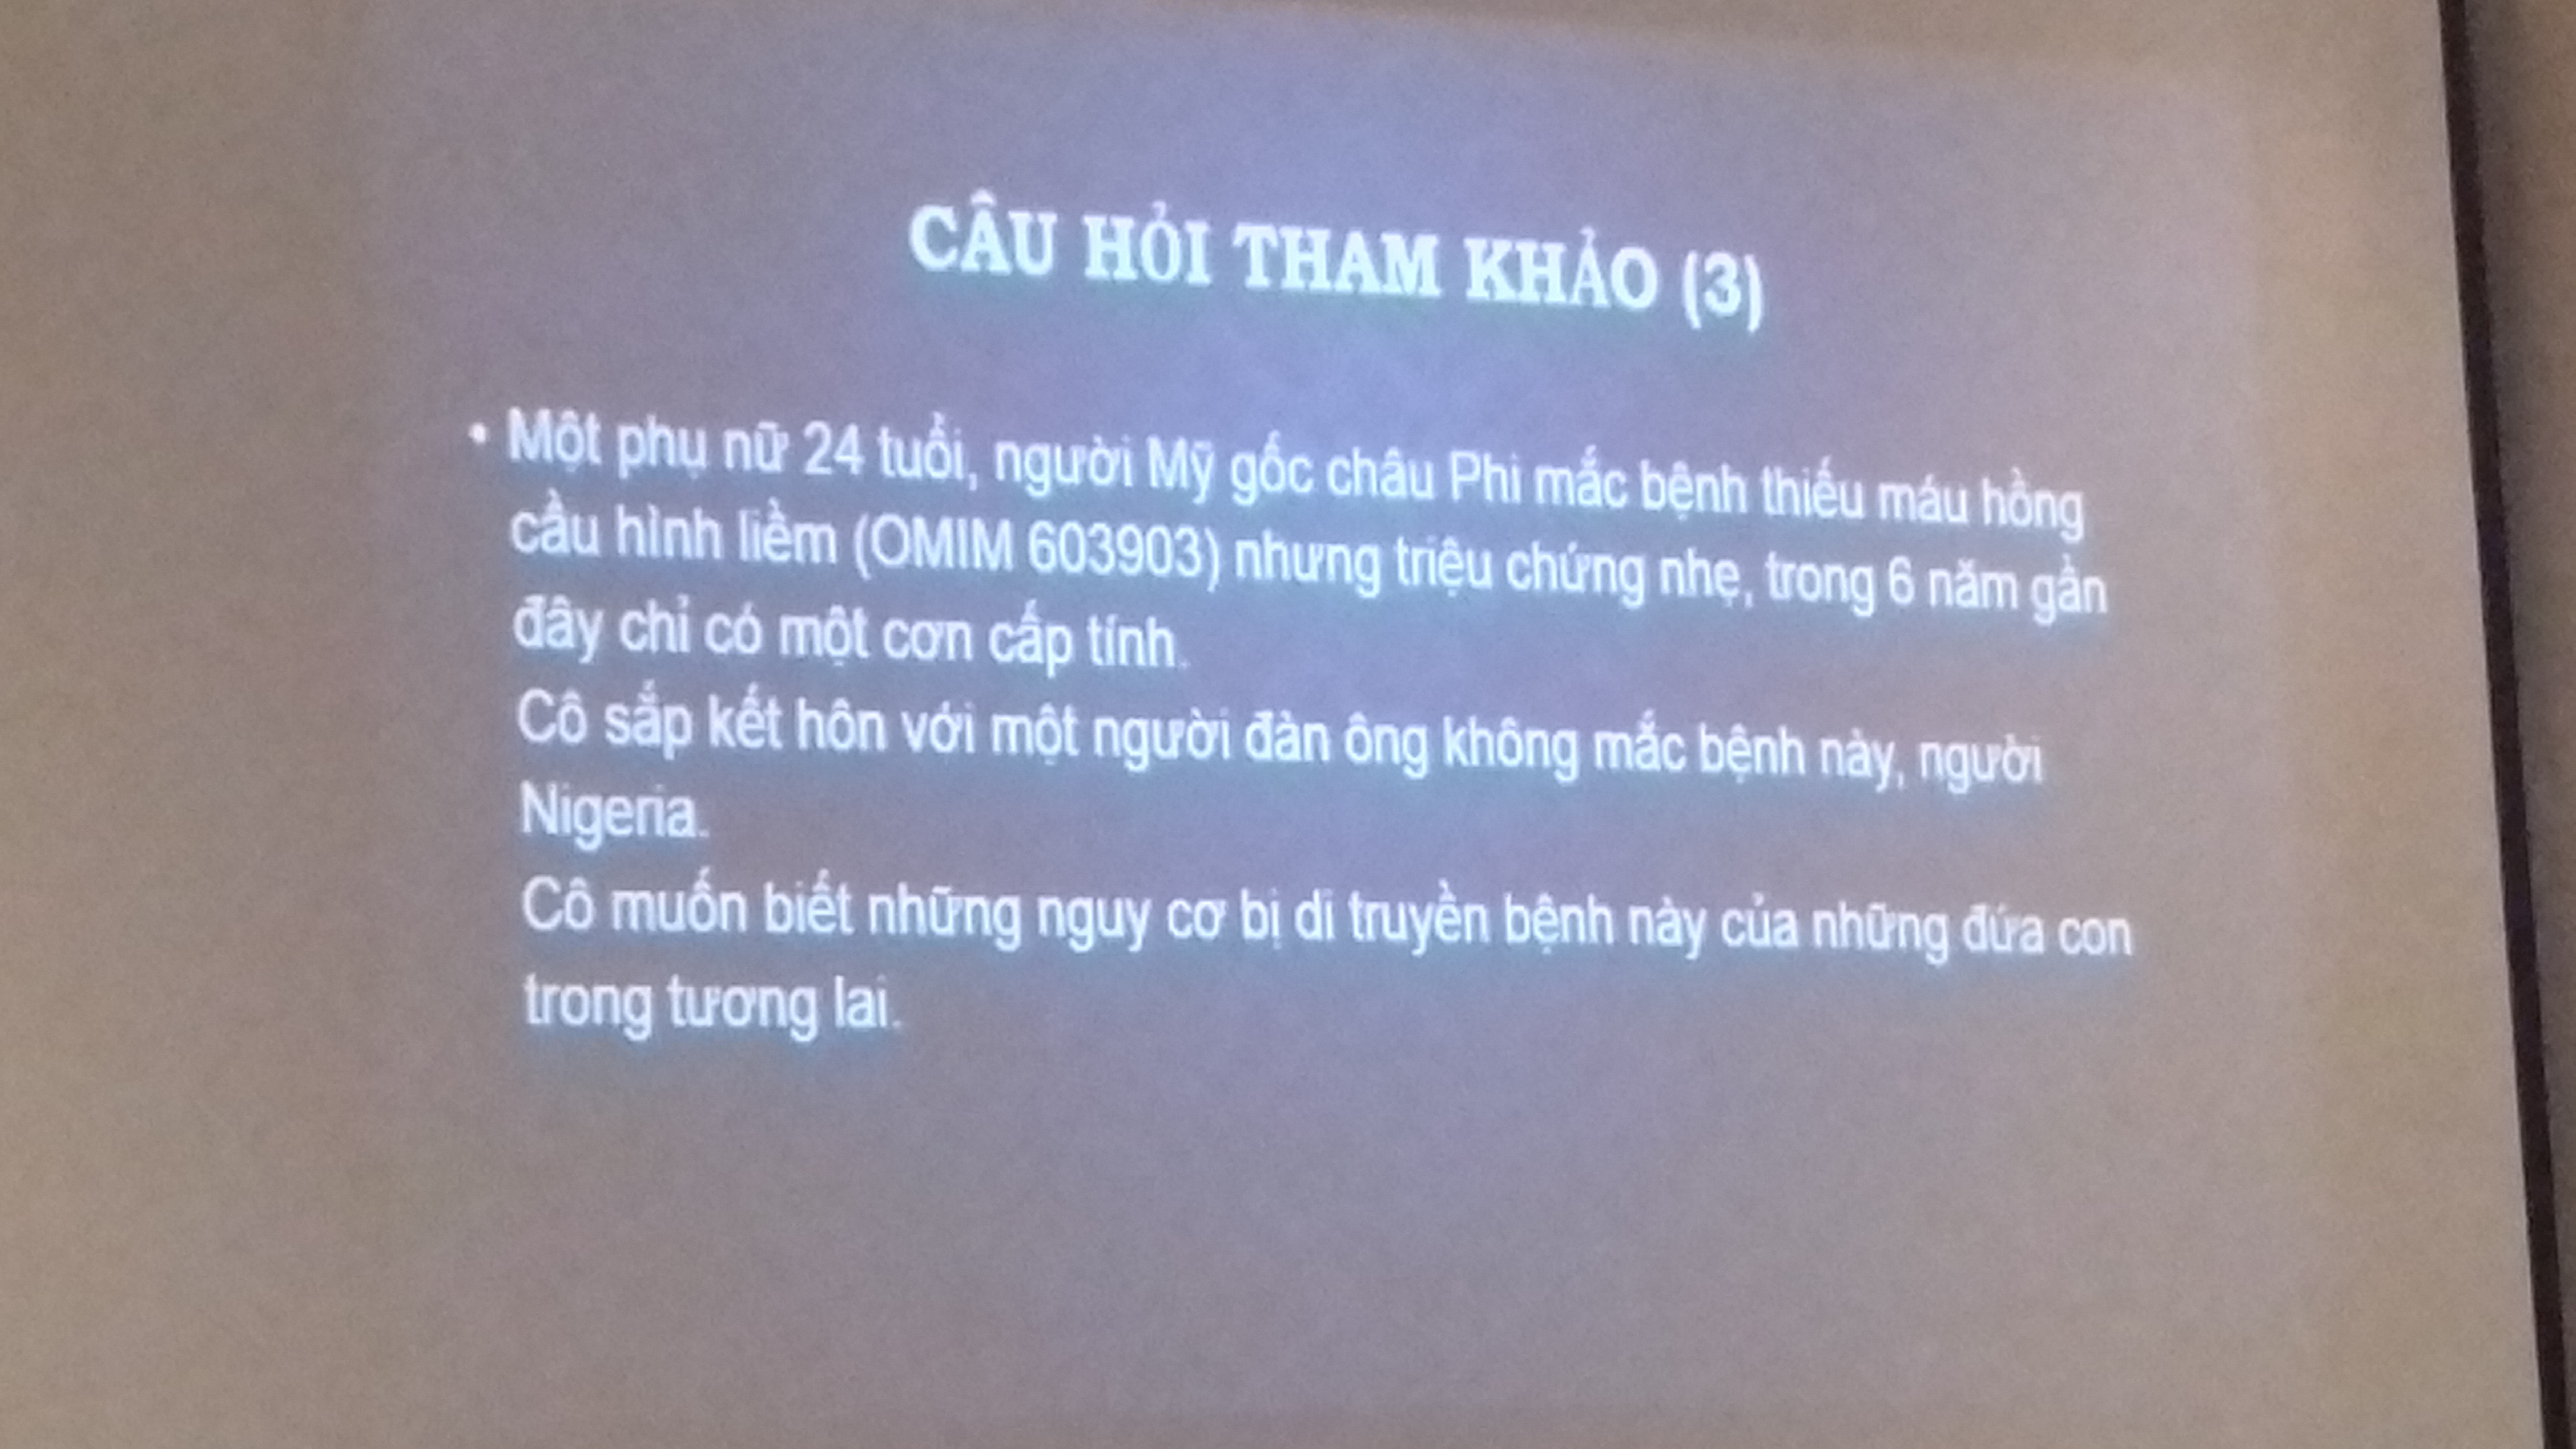 CÂU HỎI THAM KHẢO (3)
• Một phụ nữ 24 tuổi, người Mỹ gốc châu Phi mắc bệnh thiếu máu hồng
cầu hình liềm (OMIM 603903) nhưng triệu chứng nhẹ, trong 6 năm gần
đây chỉ có một cơn cấp tính.
Cô sắp kết hôn với một người đàn ông không mắc bệnh này, người
Nigeria.
Cô muốn biết những nguy cơ bị di truyền bệnh này của những đứa con
trong tương lai.